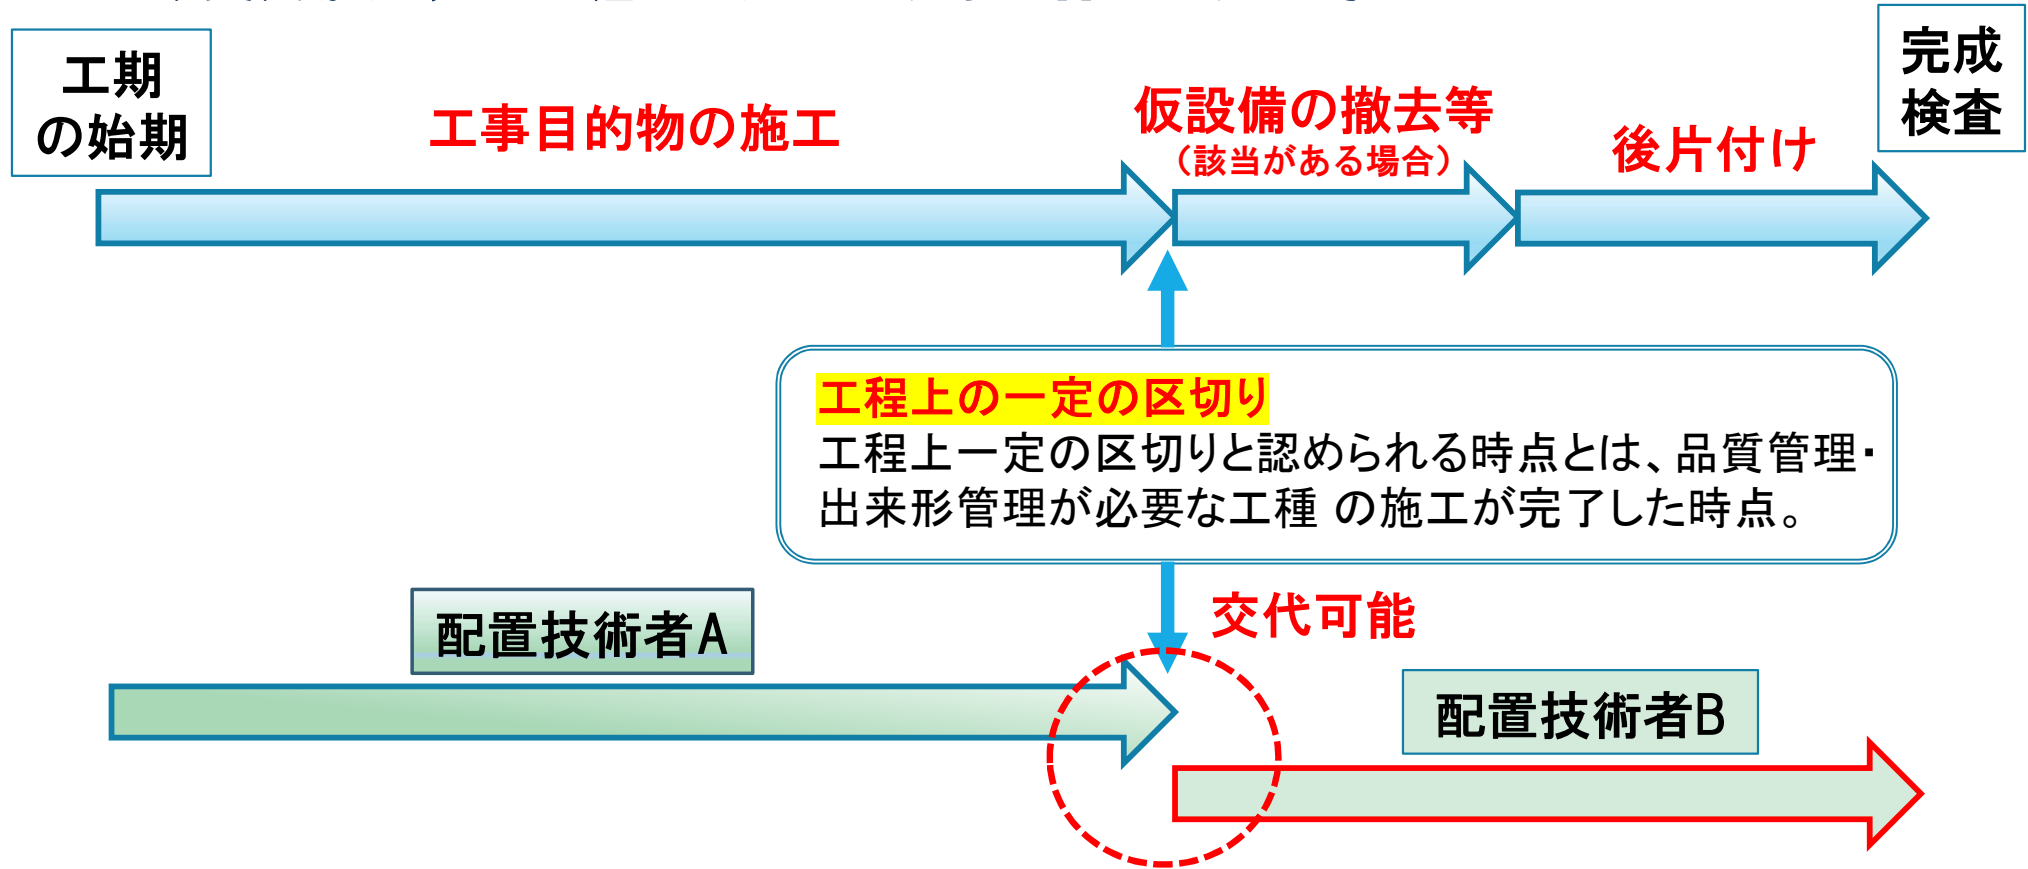 工期
の始期
工事目的物の施工
仮設備の撤去等
（該当がある場合）
後片付け
完成
検査
工程上の一定の区切り
工程上一定の区切りと認められる時点とは、品質管理・
出来形管理が必要な工種 の施工が完了した時点。
配置技術者A
交代可能
配置技術者B